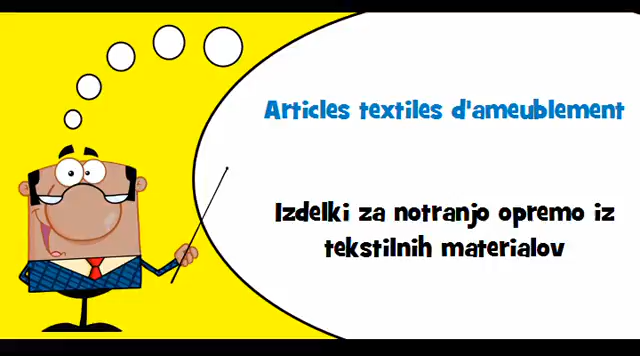 Articles textiles d'ameublement
Izdelki za notranjo opremo iz
tekstilnih materialov